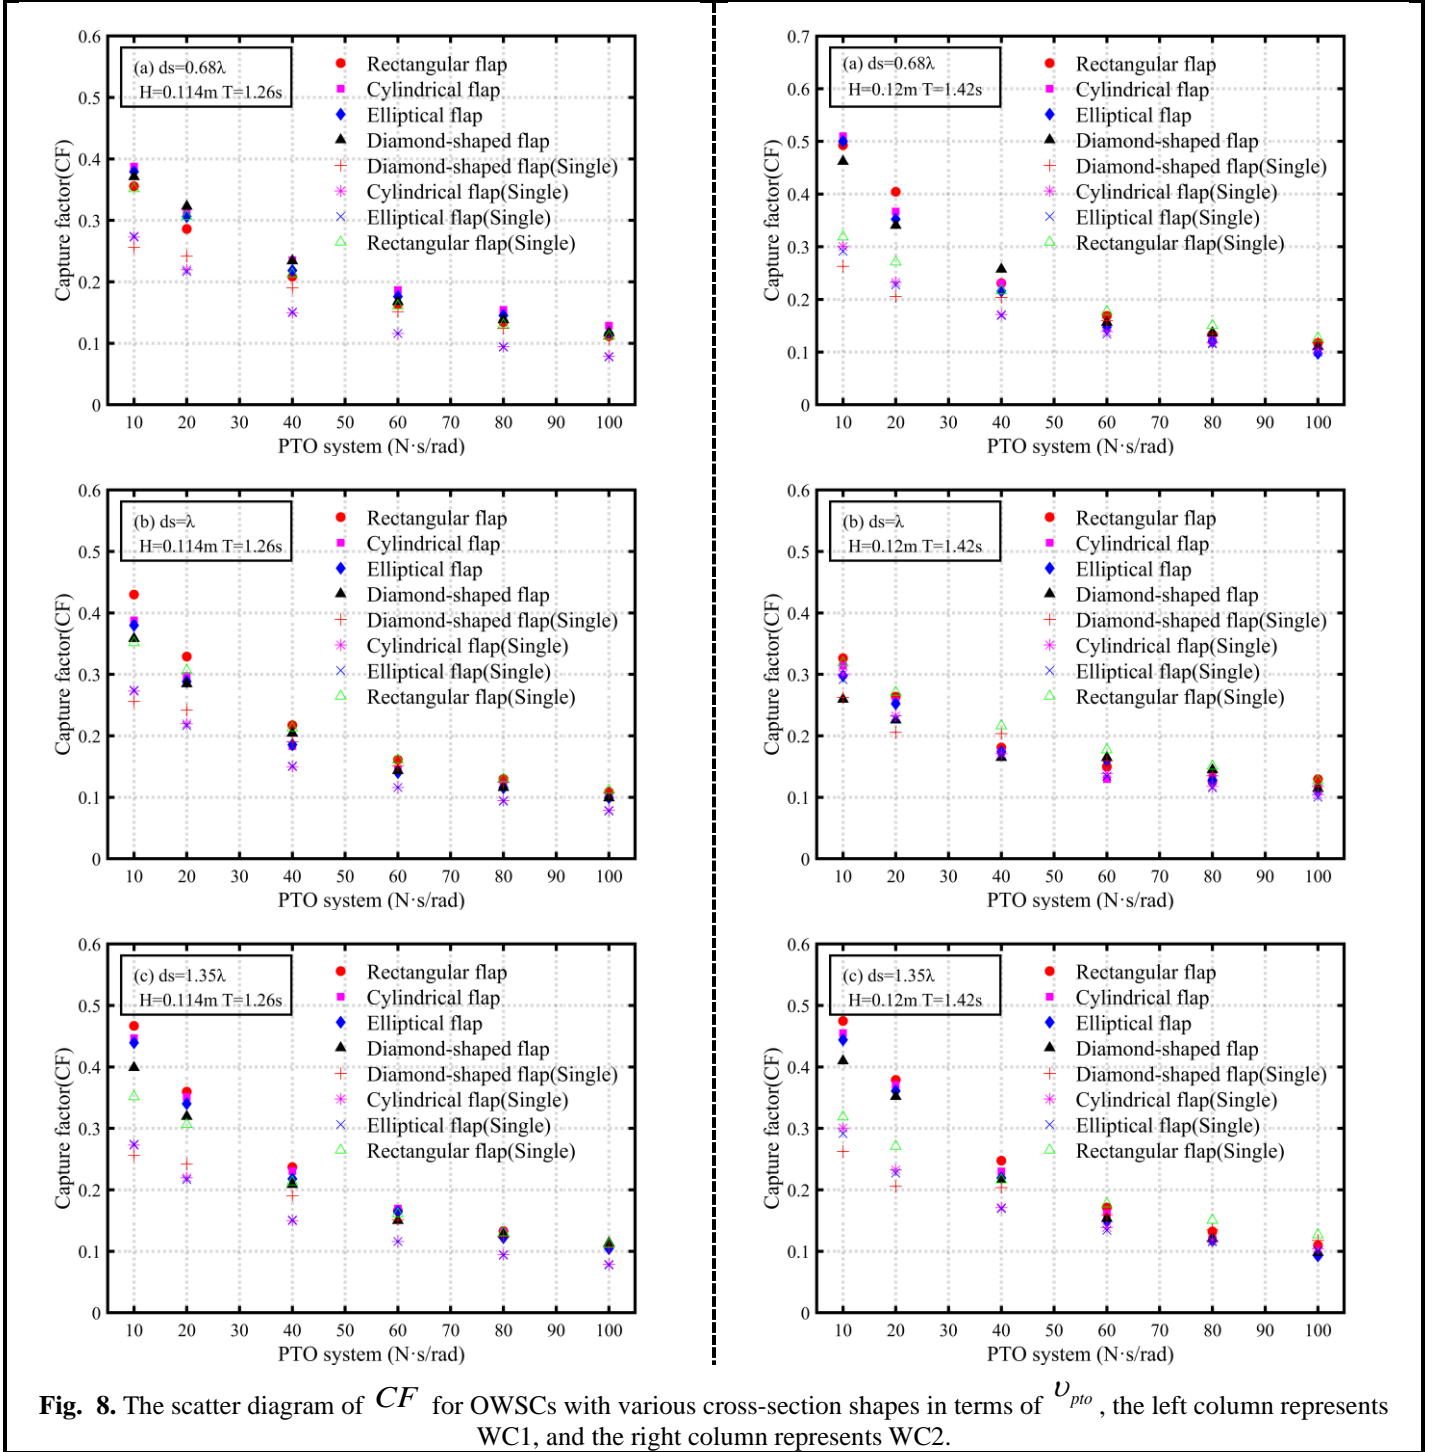 0.6
0.5
0.4
0.3
0.2
0.1
0
Capture factor(CF)
(a) ds=0.68λ
H=0.114m T=1.26s
Rectangular flap
Cylindrical flap
Elliptical flap
Diamond-shaped flap
Diamond-shaped flap(Single)
Cylindrical flap(Single)
Elliptical flap(Single)
Rectangular flap(Single)
10 20 30 40 50 60 70 80 90 100
PTO system (N·s/rad)
0.7
0.6
0.5
0.4
0.3
0.2
0.1
0
Capture factor(CF)
(a) ds=0.68λ
H=0.12m T=1.42s
Rectangular flap
Cylindrical flap
Elliptical flap
Diamond-shaped flap
Diamond-shaped flap(Single)
Cylindrical flap(Single)
Elliptical flap(Single)
Rectangular flap(Single)
10 20 30 40 50 60 70 80 90 100
PTO system (N·s/rad)
0.6
0.5
0.4
0.3
0.2
0.1
0
Capture factor(CF)
(b) ds=λ
H=0.114m T=1.26s
Rectangular flap
Cylindrical flap
Elliptical flap
Diamond-shaped flap
Diamond-shaped flap(Single)
Cylindrical flap(Single)
Elliptical flap(Single)
Rectangular flap(Single)
10 20 30 40 50 60 70 80 90 100
PTO system (N·s/rad)
0.6
0.5
0.4
0.3
0.2
0.1
0
Capture factor(CF)
(b) ds=λ
H=0.12m T=1.42s
Rectangular flap
Cylindrical flap
Elliptical flap
Diamond-shaped flap
Diamond-shaped flap(Single)
Cylindrical flap(Single)
Elliptical flap(Single)
Rectangular flap(Single)
10 20 30 40 50 60 70 80 90 100
PTO system (N·s/rad)
0.6
0.5
0.4
0.3
0.2
0.1
0
Capture factor(CF)
(c) ds=1.35λ
H=0.114m T=1.26s
Rectangular flap
Cylindrical flap
Elliptical flap
Diamond-shaped flap
Diamond-shaped flap(Single)
Cylindrical flap(Single)
Elliptical flap(Single)
Rectangular flap(Single)
10 20 30 40 50 60 70 80 90 100
PTO system (N·s/rad)
0.6
0.5
0.4
0.3
0.2
0.1
0
Capture factor(CF)
(c) ds=1.35λ
H=0.12m T=1.42s
Rectangular flap
Cylindrical flap
Elliptical flap
Diamond-shaped flap
Diamond-shaped flap(Single)
Cylindrical flap(Single)
Elliptical flap(Single)
Rectangular flap(Single)
10 20 30 40 50 60 70 80 90 100
PTO system (N·s/rad)
Fig. 8. The scatter diagram of CF for OWSCs with various cross-section shapes in terms of υpto, the left column represents
WC1, and the right column represents WC2.